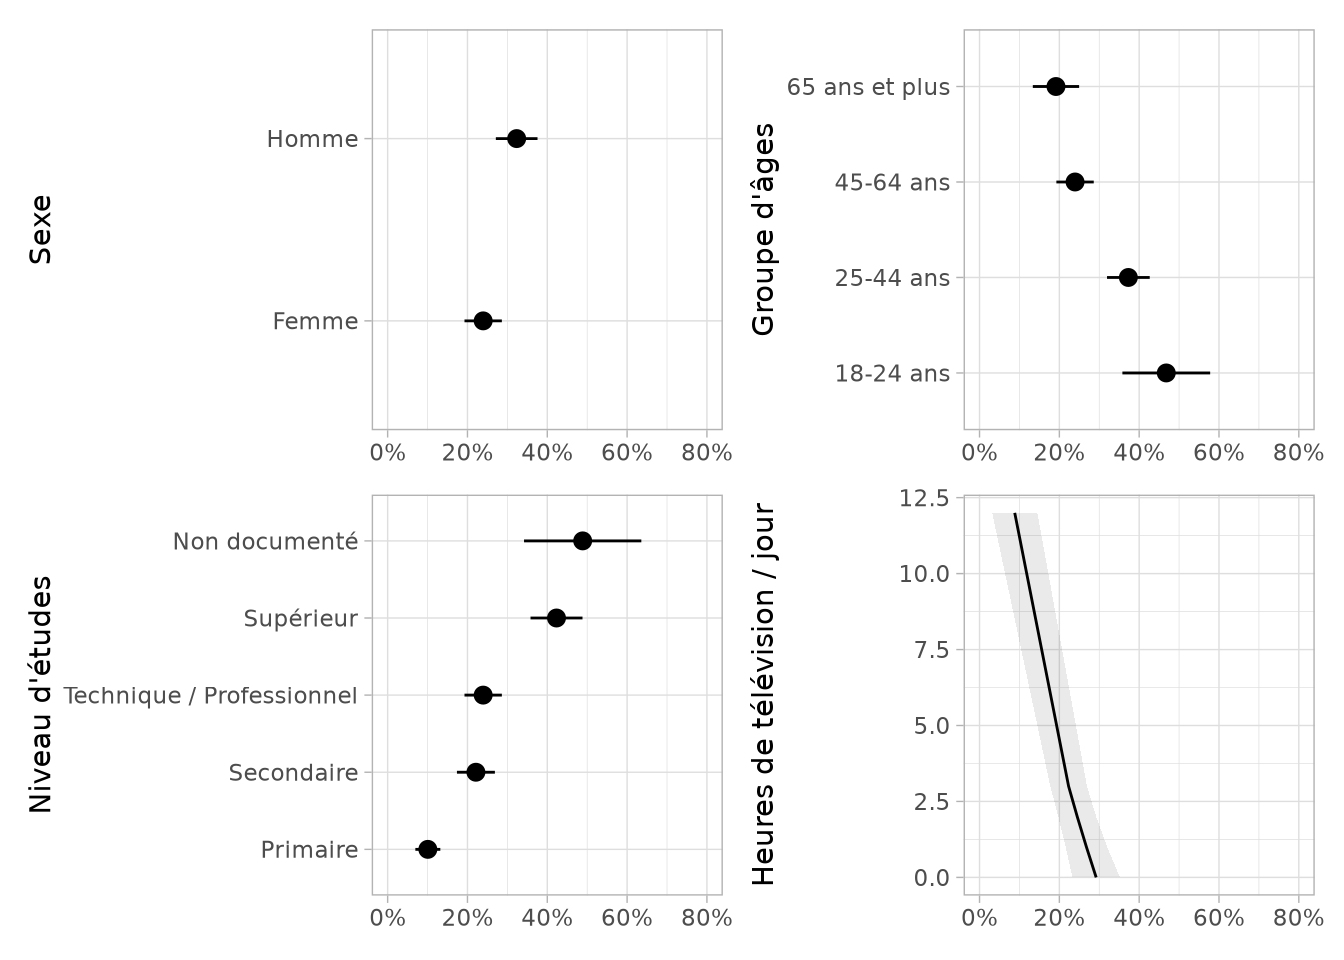 Sexe
Homme
Femme
0% 20% 40% 60% 80%
Groupe d'âges
65 ans et plus
45-64 ans
25-44 ans
18-24 ans
0% 20% 40% 60% 80%
Niveau d'études
Non documenté
Supérieur
Technique / Professionnel
Secondaire
Primaire
0% 20% 40% 60% 80%
Heures de télévision / jour
12.5
10.0
7.5
5.0
2.5
0.0
0% 20% 40% 60% 80%